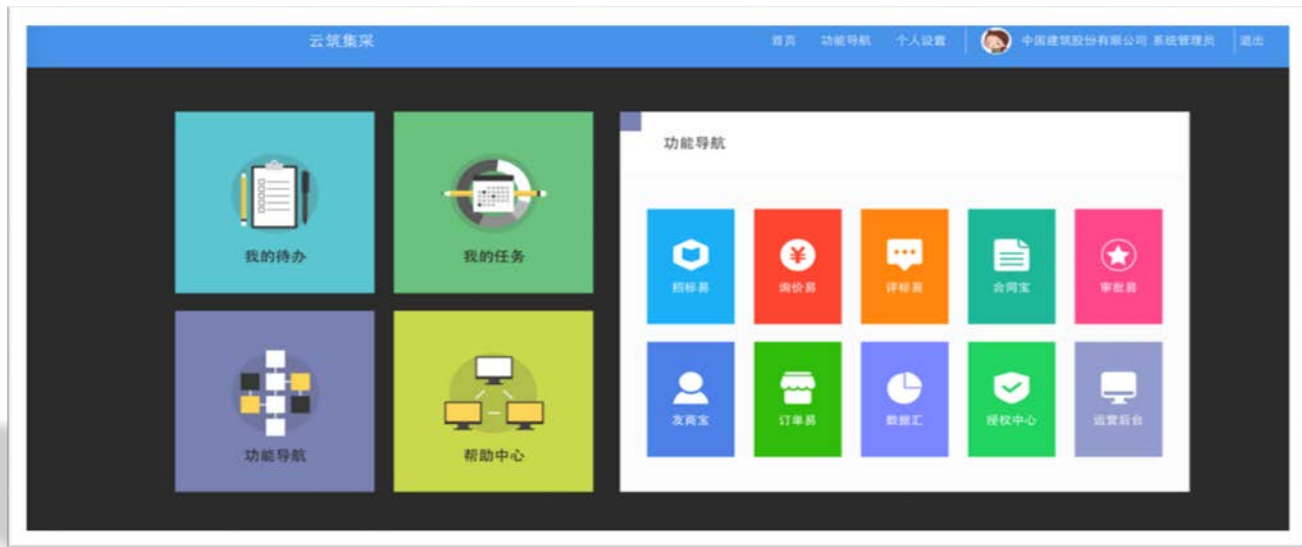 云筑集采
首页 功能导航 个人设置 中国建筑股份有限公司 系统管理员 退出
我的待办
我的任务
功能导航
帮助中心
功能导航
招标易 询价易 评标易 合同宝 审批易
友商宝 订单易 数据汇 授权中心 运营后台